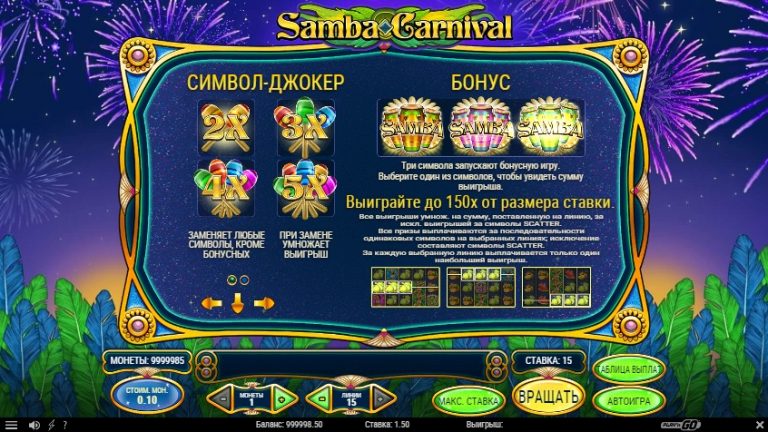 Samba Carnival
СИМВОЛ-ДЖОКЕР
БОНУС
2X
3X
4X
5X
SAMBA
SAMBA
SAMBA
ЗАМЕНЯЕТ ЛЮБЫЕ
СИМВОЛЫ, КРОМЕ
БОНУСНЫХ
ПРИ ЗАМЕНЕ
УМНОЖАЕТ
ВЫИГРЫШ
Три символа запускают бонусную игру.
Выберите один из символов, чтобы увидеть сумму
выигрыша.
Выиграйте до 150x от размера ставки.
Все выигрыши умнож. на сумму, поставленную на линию, за
искл. выигрышей за символы SCATTER.
Все призы выплачиваются за последовательности
одинаковых символов на выбранных линиях; исключение
составляют символы SCATTER.
За каждую выбранную линию выплачивается только один
наибольший выигрыш.
МОНЕТЫ: 9999985
СТАВКА: 15
ТАБЛИЦА ВЫПЛАТ
СТОИМ. МОН.
0.10
МОНЕТЫ
1
ЛИНИИ
15
МАКС. СТАВКА
ВРАЩАТЬ
АВТОИГРА
?
Баланс: 999998.50
Ставка: 1.50
Выигрыш:
PLAY'N GO